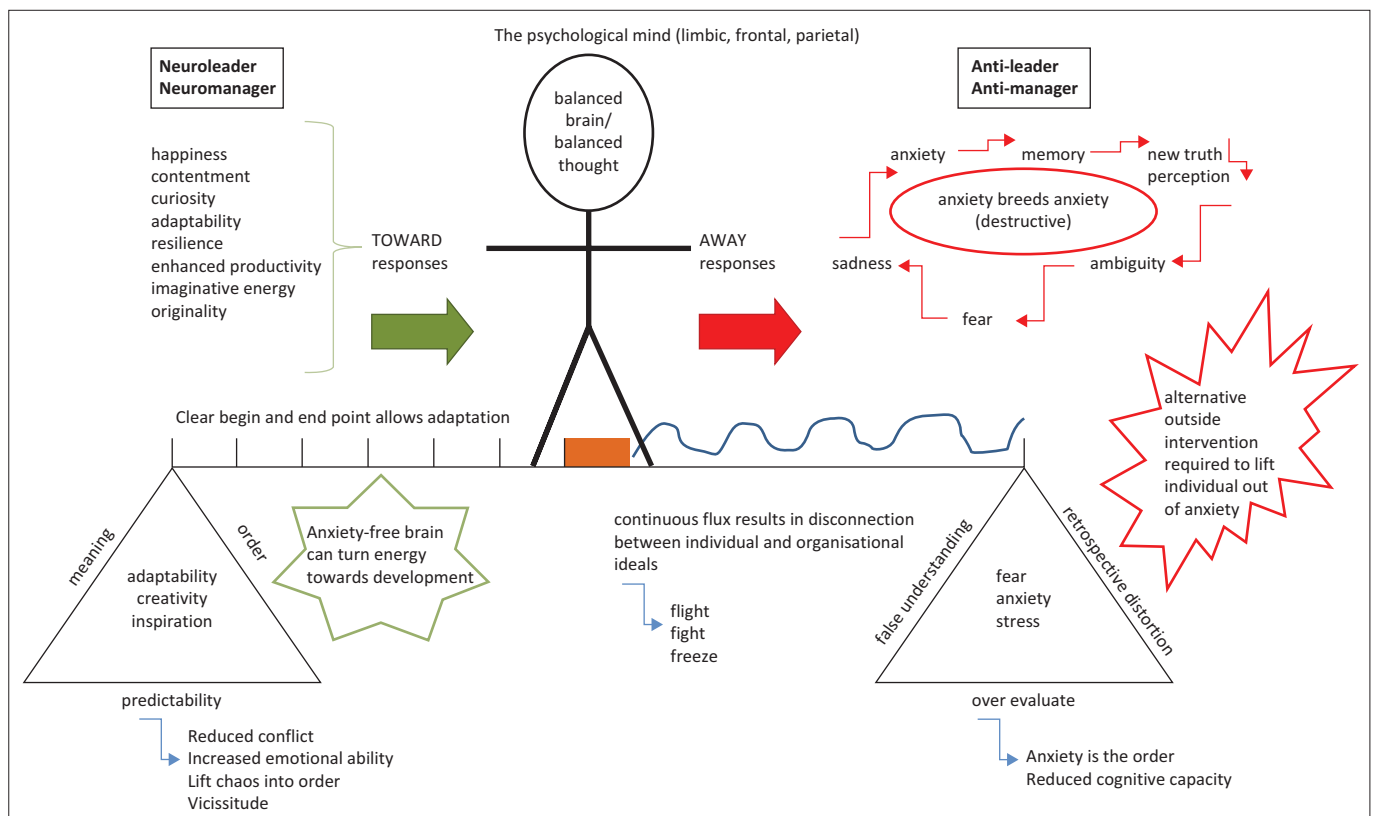 The psychological mind (limbic, frontal, parietal)
Neuroleader
Neuromanager
happiness
contentment
curiosity
adaptability
resilience
enhanced productivity
imaginative energy
originality
TOWARD
responses
balanced
brain/
balanced
thought
AWAY
responses
Anti-leader
Anti-manager
anxiety
memory
new truth
perception
anxiety breeds anxiety
(destructive)
sadness
ambiguity
fear
alternative
outside
intervention
required to lift
individual out
of anxiety
Clear begin and end point allows adaptation
meaning
order
adaptability
creativity
inspiration
Anxiety-free brain
can turn energy
towards development
predictability
Reduced conflict
Increased emotional ability
Lift chaos into order
Vicissitude
continuous flux results in disconnection
between individual and organisational
ideals
flight
fight
freeze
false understanding
retrospective distortion
fear
anxiety
stress
over evaluate
Anxiety is the order
Reduced cognitive capacity